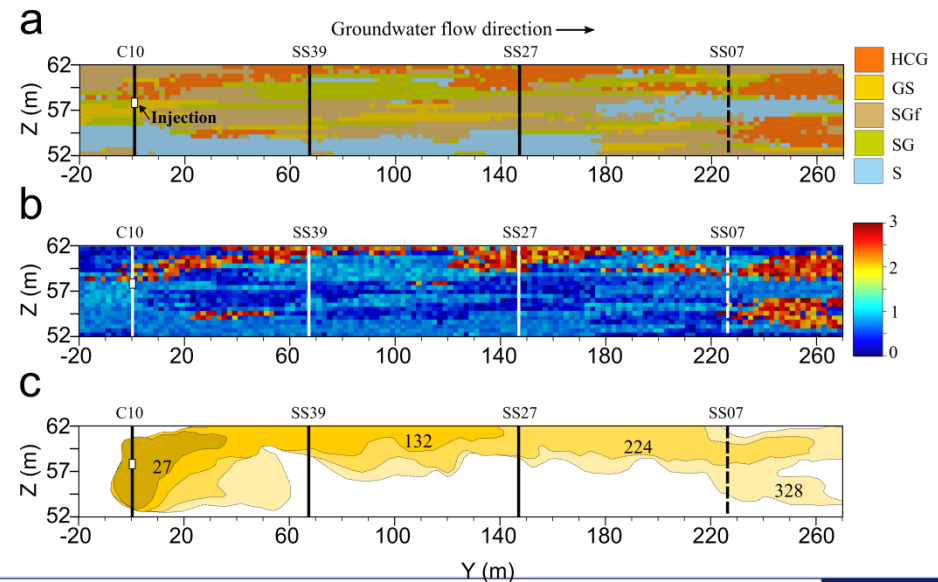 a
Groundwater flow direction
C10 SS39 SS27 SS07
Z (m)
62
57
52
Injection
-20 20 60 100 140 180 220 260
HCG
GS
SGf
SG
S
b
C10 SS39 SS27 SS07
Z (m)
62
57
52
-20 20 60 100 140 180 220 260
3
2
1
0
c
C10 SS39 SS27 SS07
Z (m)
62
57
52
27 132 224 328
-20 20 60 100 140 180 220 260
Y (m)